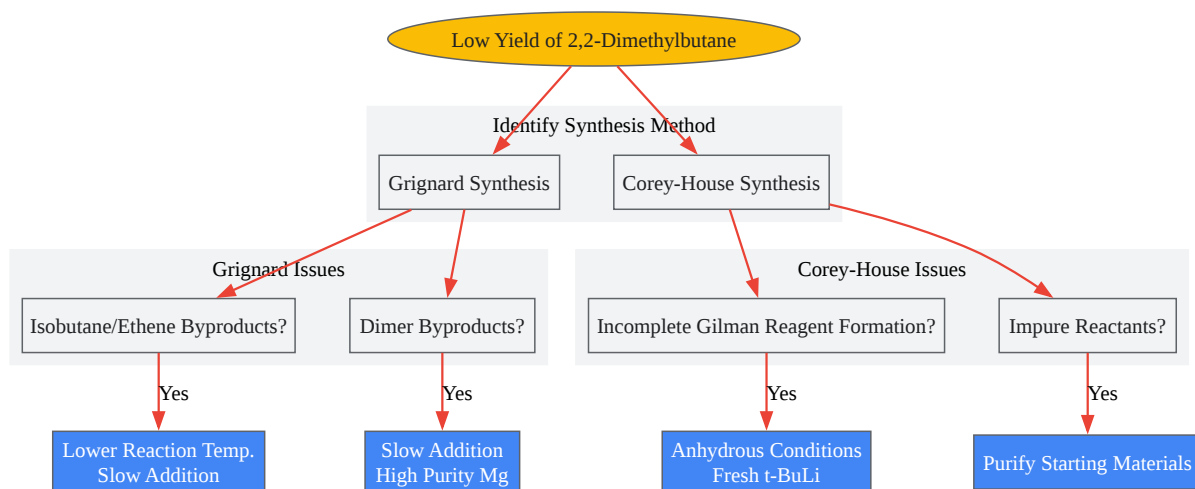 Low Yield of 2,2-Dimethylbutane
Identify Synthesis Method
Grignard Synthesis
Corey-House Synthesis
Grignard Issues
Corey-House Issues
Isobutane/Ethene Byproducts?
Dimer Byproducts?
Incomplete Gilman Reagent Formation?
Impure Reactants?
Yes
Yes
Yes
Yes
Lower Reaction Temp.
Slow Addition
Slow Addition
High Purity Mg
Anhydrous Conditions
Fresh t-BuLi
Purify Starting Materials